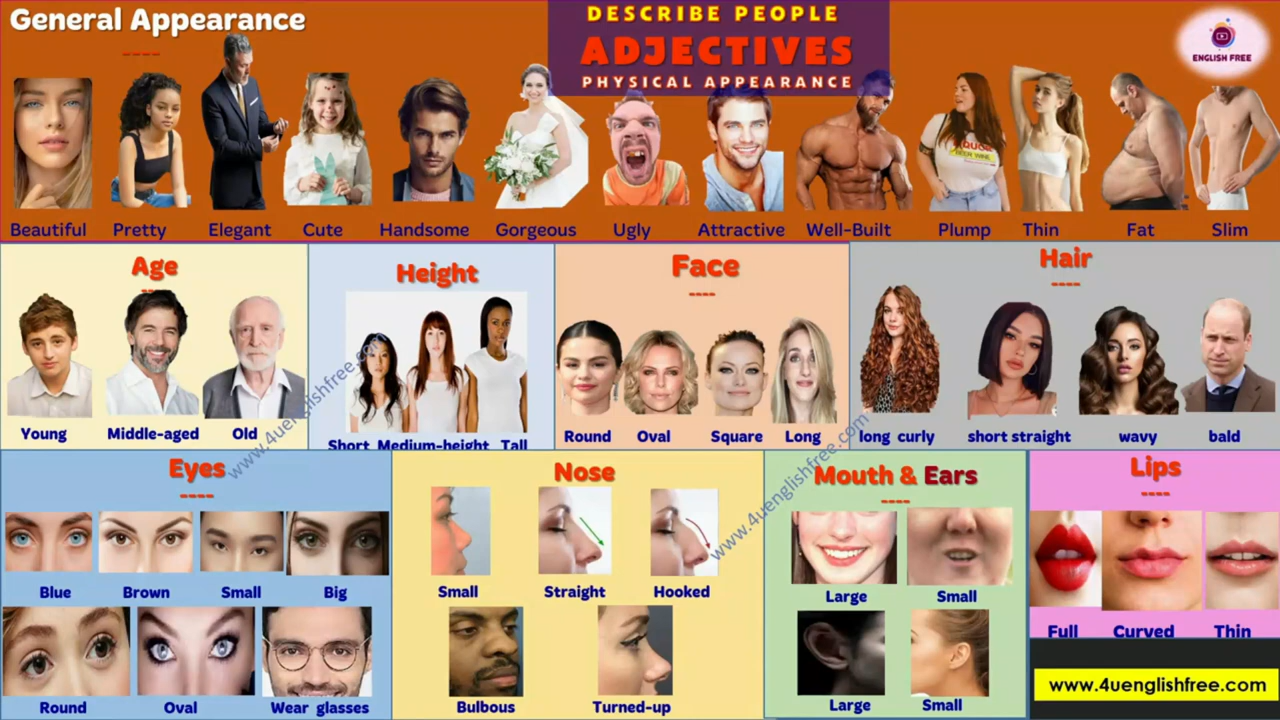 General Appearance
----
DESCRIBE PEOPLE
ADJECTIVES
PHYSICAL APPEARANCE
ENGLISH FREE
QUOR
BEER WINE
Beautiful Pretty Elegant Cute Handsome Gorgeous Ugly Attractive Well-Built Plump Thin Fat Slim
Age
Young Middle-aged Old
Height
Short Medium-height Tall
Face
----
Round Oval Square Long
Hair
----
long curly short straight wavy bald
www.4uenglishfree.com
Eyes
----
Blue Brown Small Big
Round Oval Wear glasses
Nose
Small Straight Hooked
Bulbous Turned-up
www.4uenglishfree.com
Mouth & Ears
----
Large Small
Large Small
Lips
----
Full Curved Thin
www.4uenglishfree.com